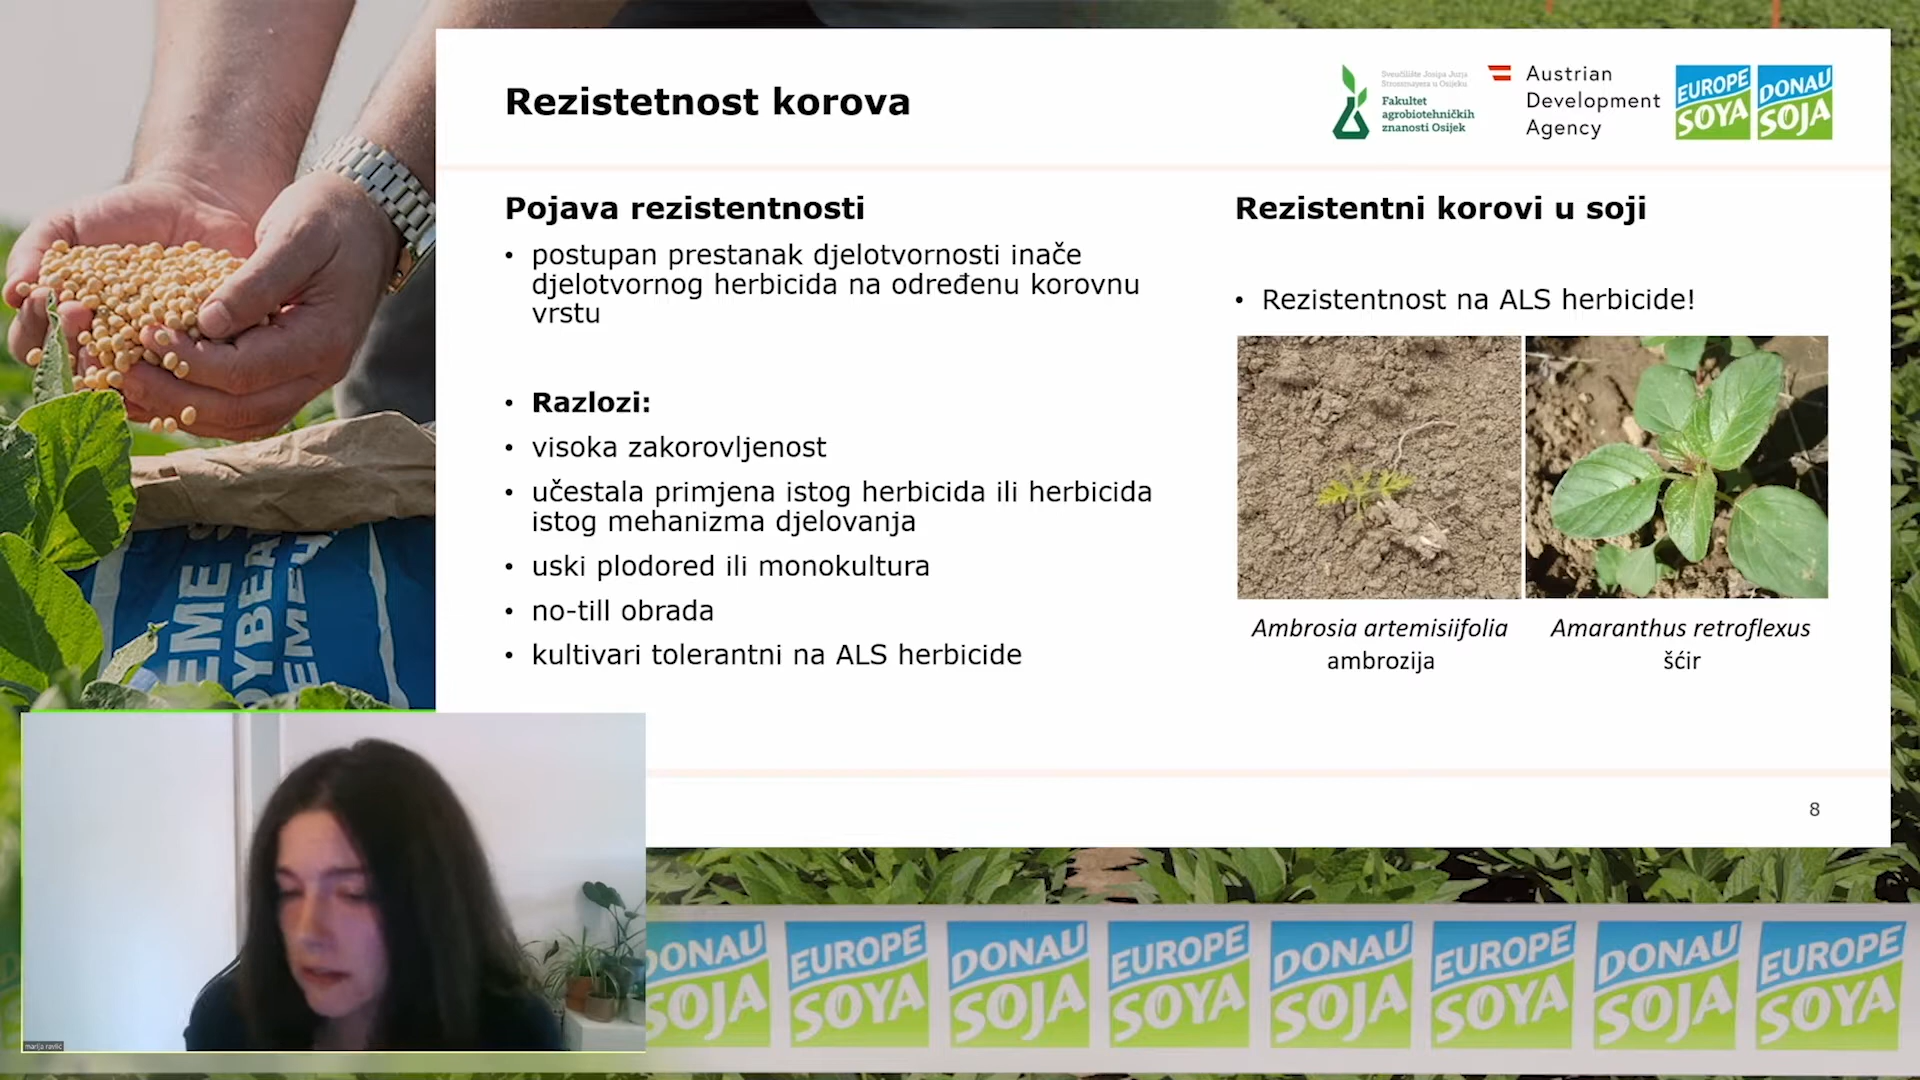 Rezistetnost korova
Sveučilište Josipa Jurja
Strossmayera u Osijeku
Fakultet
agrobiotehničkih
znanosti Osijek
Austrian
Development
Agency
EUROPE
SOYA
DONAU
SOJA
Pojava rezistentnosti
• postupan prestanak djelotvornosti inače
djelotvornog herbicida na određenu korovnu
vrstu
• Razlozi:
• visoka zakorovljenost
• učestala primjena istog herbicida ili herbicida
istog mehanizma djelovanja
• uski plodored ili monokultura
• no-till obrada
• kultivari tolerantni na ALS herbicide
Rezistentni korovi u soji
• Rezistentnost na ALS herbicide!
Ambrosia artemisiifolia
ambrozija
Amaranthus retroflexus
šćir
8
marija ravlić
DONAU
SOJA
EUROPE
SOYA
DONAU
SOJA
EUROPE
SOYA
DONAU
SOJA
EUROPE
SOYA
DONAU
SOJA
EUROPE
SOYA